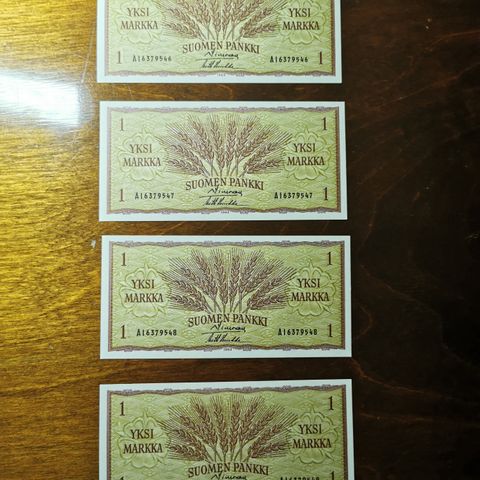 YKSI MARKKA YKSI MARKKA
SUOMEN PANKKI
1 A16379546 A16379546 1
1 1
YKSI MARKKA YKSI MARKKA
SUOMEN PANKKI
A16379547 A16379547
1 1
1 1
YKSI MARKKA YKSI MARKKA
SUOMEN PANKKI
A16379548 A16379548
1 1
1 1
YKSI MARKKA YKSI MARKKA
SUOMEN PANKKI